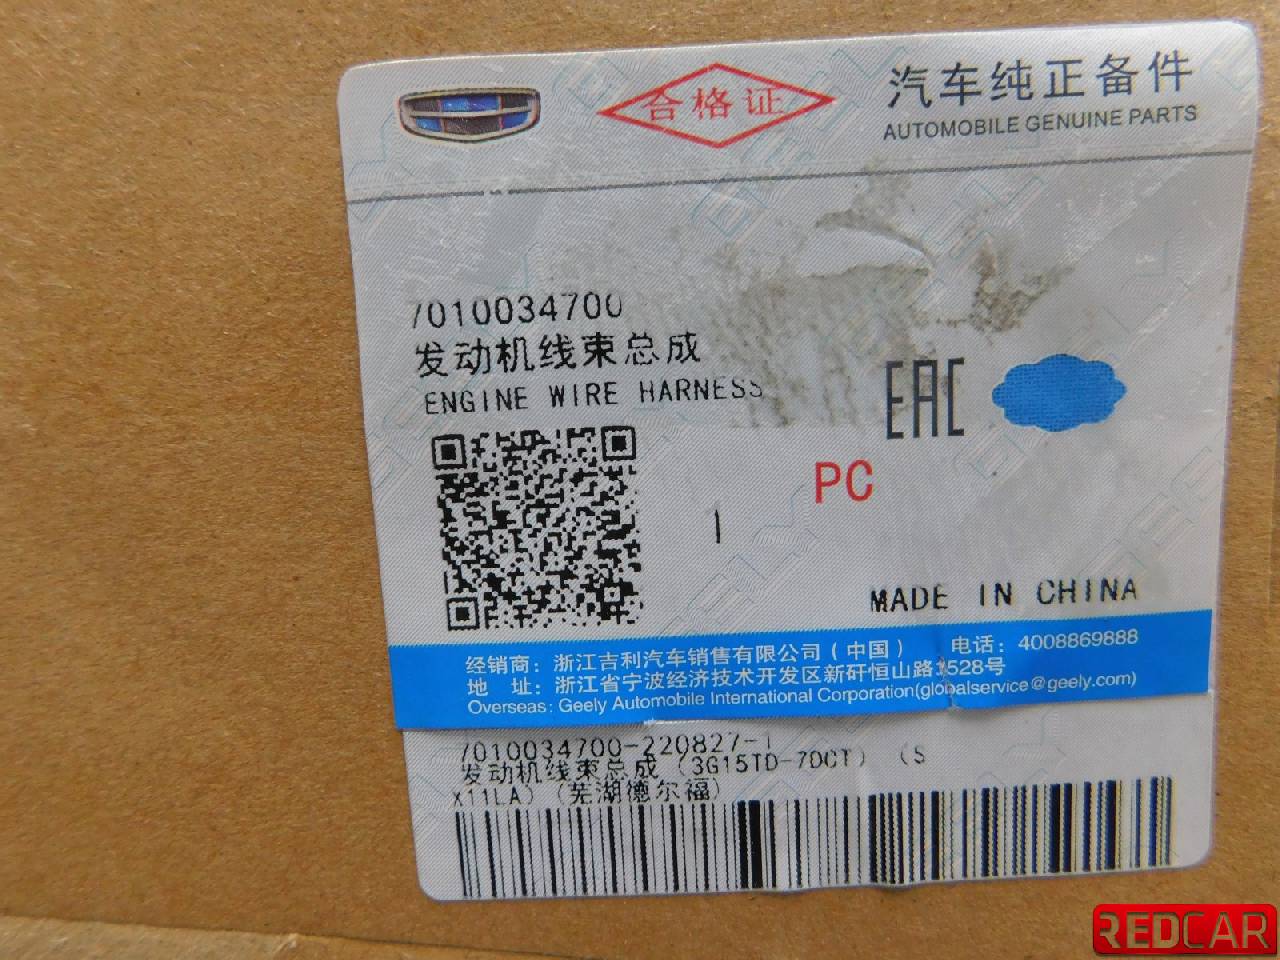 合格证
汽车纯正备件
AUTOMOBILE GENUINE PARTS
7010034700
发动机线束总成
ENGINE WIRE HARNESS
EAC
PC
1
MADE IN CHINA
经销商：浙江吉利汽车销售有限公司（中国） 电话：4008869888
地 址：浙江省宁波经济技术开发区新矸恒山路1528号
Overseas: Geely Automobile International Corporation(globalservice@geely.com)
7010034700-220827-1
发动机线束总成（3G15TD-7DCT）（S
X11LA）（芜湖德尔福）
REDCAR